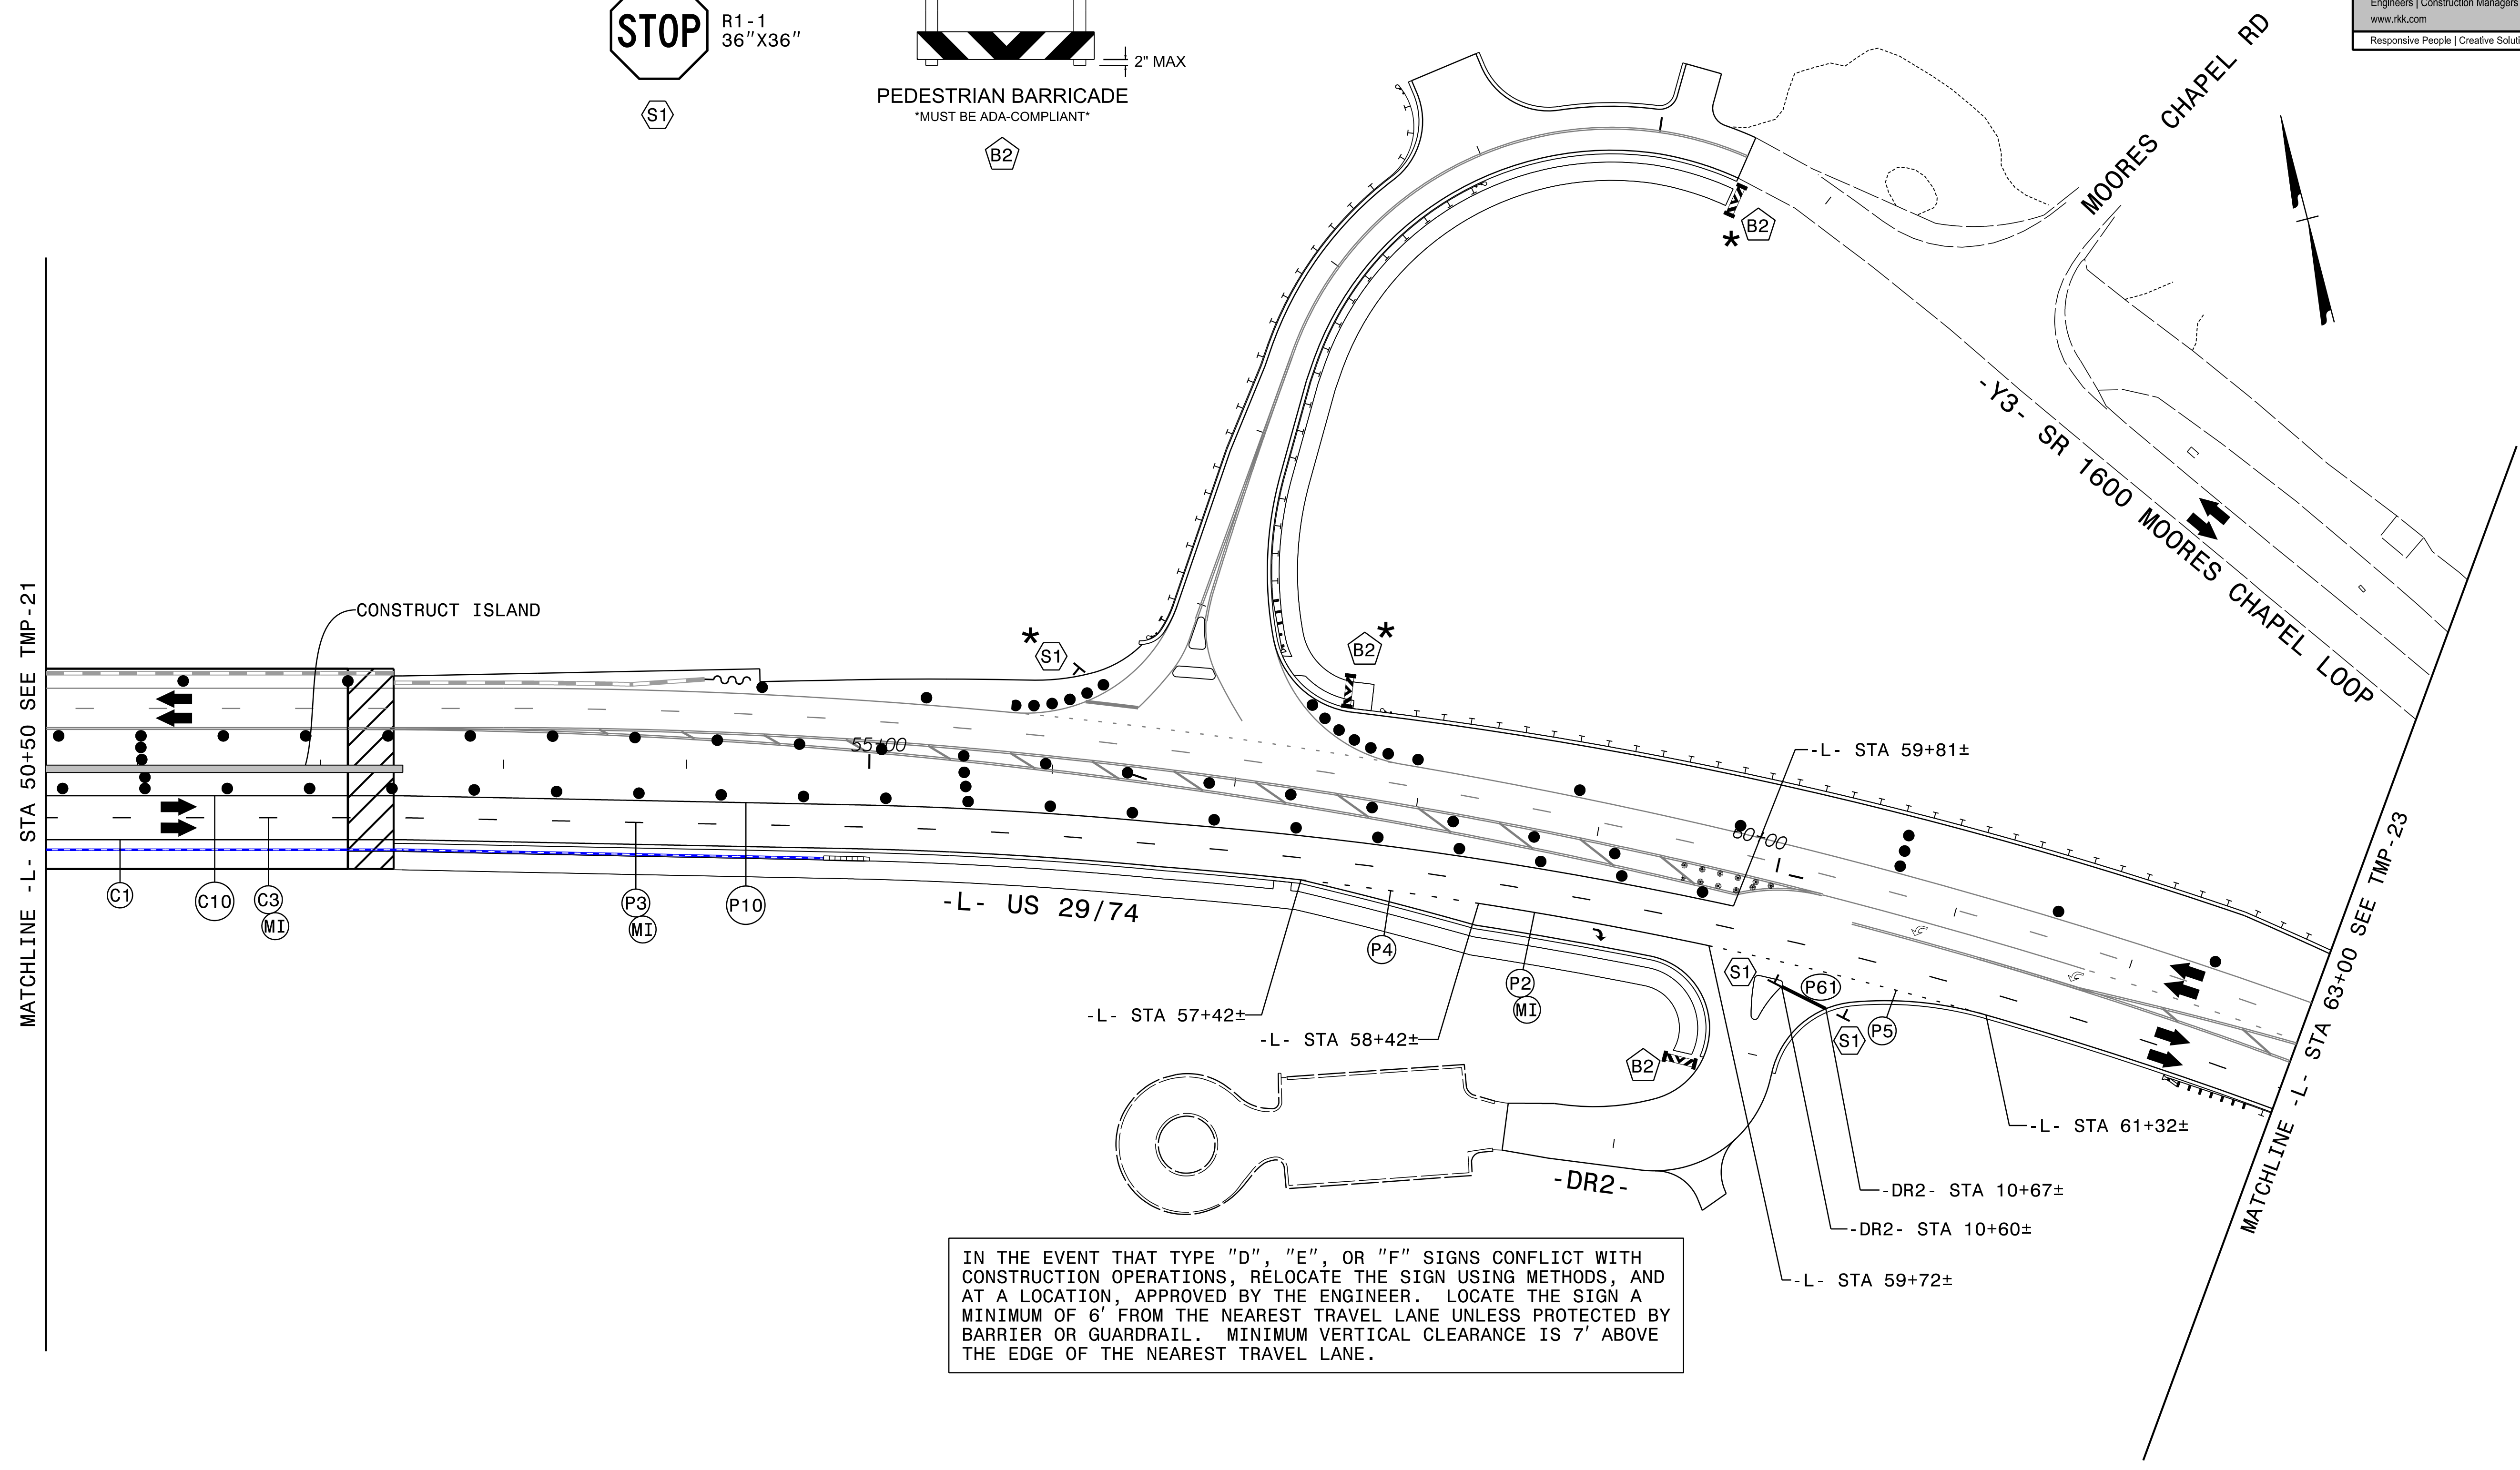 Engineers | Construction Managers
www.rkk.com
Responsive People | Creative
STOP
R1-1
36"X36"
S1
2" MAX
PEDESTRIAN BARRICADE
*MUST BE ADA-COMPLIANT*
B2
MOORES CHAPEL RD
B2
*
-Y3- SR 1600 MOORES CHAPEL LOOP
MATCHLINE -L- STA 50+50 SEE TMP-21
CONSTRUCT ISLAND
*
S1
B2
*
55+00
60+00
-L- STA 59+81±
C1
C10
C3
MI
P3
MI
P10
-L- US 29/74
P4
P2
MI
S1
P61
S1
P5
-L- STA 57+42±
-L- STA 58+42±
B2
-L- STA 61+32±
-DR2-
-DR2- STA 10+67±
-DR2- STA 10+60±
-L- STA 59+72±
MATCHLINE -L- STA 63+00 SEE TMP-23
IN THE EVENT THAT TYPE "D", "E", OR "F" SIGNS CONFLICT WITH
CONSTRUCTION OPERATIONS, RELOCATE THE SIGN USING METHODS, AND
AT A LOCATION, APPROVED BY THE ENGINEER.  LOCATE THE SIGN A
MINIMUM OF 6' FROM THE NEAREST TRAVEL LANE UNLESS PROTECTED BY
BARRIER OR GUARDRAIL.  MINIMUM VERTICAL CLEARANCE IS 7' ABOVE
THE EDGE OF THE NEAREST TRAVEL LANE.